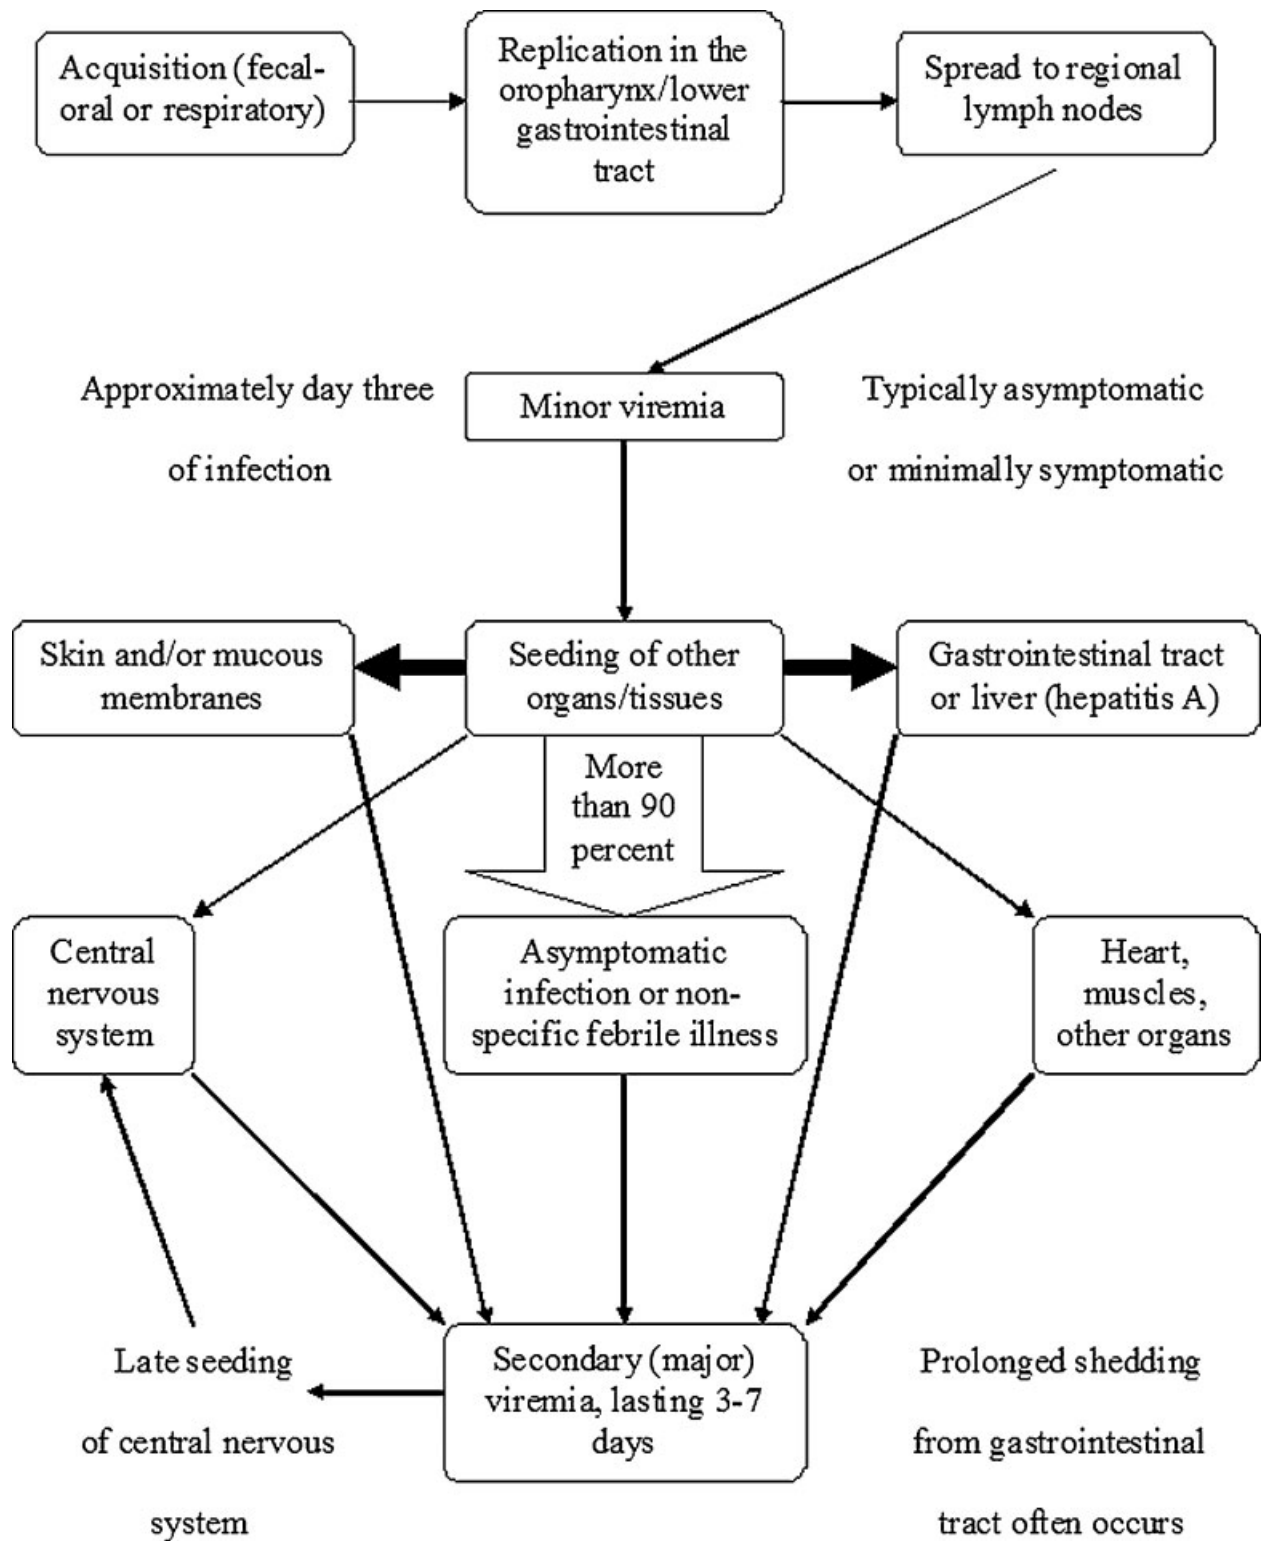 Acquisition (fecal-
oral or respiratory)
Replication in the
oropharynx/lower
gastrointestinal
tract
Spread to regional
lymph nodes
Approximately day three
of infection
Minor viremia
Typically asymptomatic
or minimally symptomatic
Skin and/or mucous
membranes
Seeding of other
organs/tissues
Gastrointestinal tract
or liver (hepatitis A)
More
than 90
percent
Central
nervous
system
Asymptomatic
infection or non-
specific febrile illness
Heart,
muscles,
other organs
Late seeding
of central nervous
system
Secondary (major)
viremia, lasting 3-7
days
Prolonged shedding
from gastrointestinal
tract often occurs